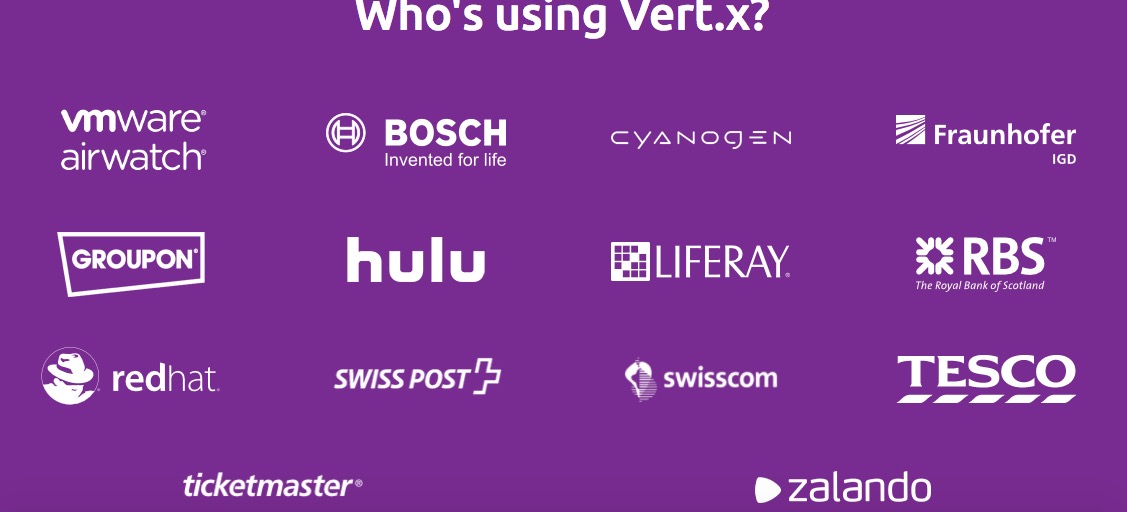 Who's using Vert.x?
vmware®
airwatch®
BOSCH
Invented for life
CYANOGEN
Fraunhofer
IGD
GROUPON®
hulu
LIFERAY®
RBS™
The Royal Bank of Scotland
redhat®
SWISS POST
swisscom
TESCO
ticketmaster®
zalando